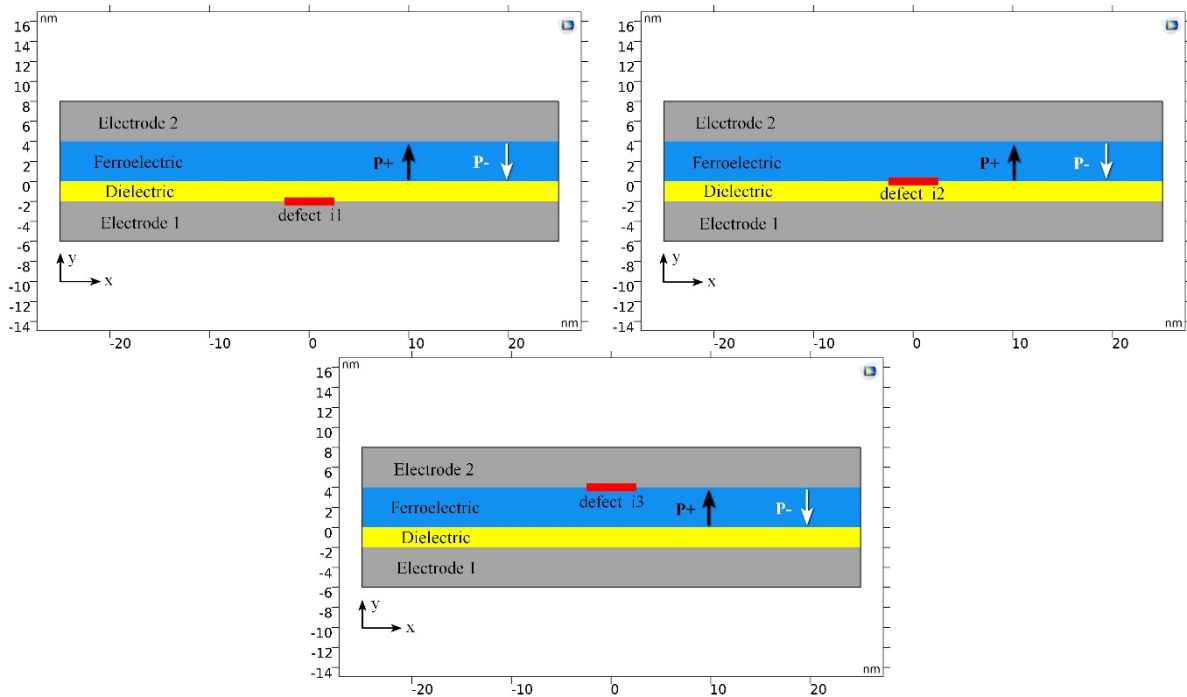 nm
16
14
12
10
8
6
4
2
0
-2
-4
-6
-8
-10
-12
-14
Electrode 2
Ferroelectric P+ P-
Dielectric
defect i1
Electrode 1
y
x
nm
-20 -10 0 10 20
nm
16
14
12
10
8
6
4
2
0
-2
-4
-6
-8
-10
-12
-14
Electrode 2
Ferroelectric P+ P-
Dielectric
defect i2
Electrode 1
y
x
nm
-20 -10 0 10 20
nm
16
14
12
10
8
6
4
2
0
-2
-4
-6
-8
-10
-12
-14
Electrode 2
defect i3
Ferroelectric P+ P-
Dielectric
Electrode 1
y
x
nm
-20 -10 0 10 20